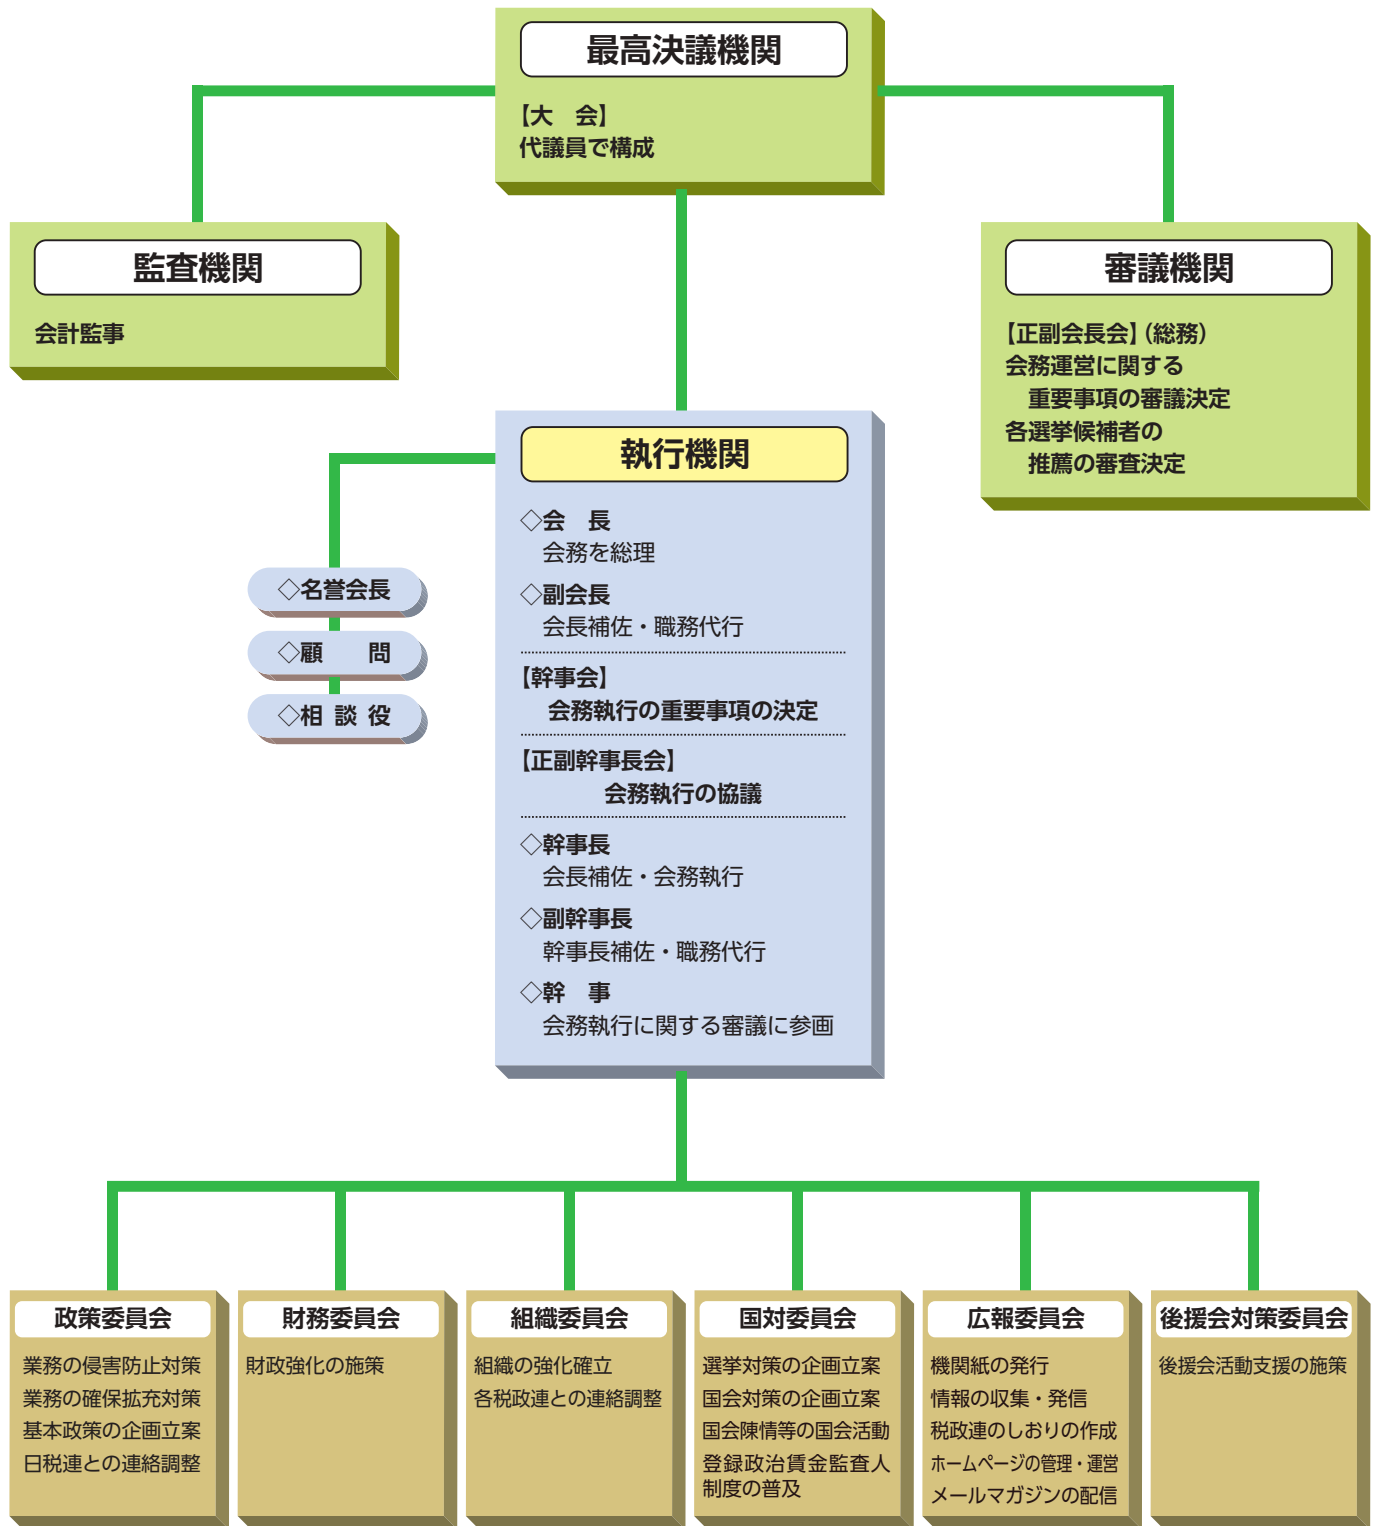 最高決議機関
【大　会】
代議員で構成
監査機関
会計監事
審議機関
【正副会長会】（総務）
会務運営に関する
重要事項の審議決定
各選挙候補者の
推薦の審査決定
執行機関
◇会　長
会務を総理
◇副会長
会長補佐・職務代行
【幹事会】
会務執行の重要事項の決定
【正副幹事長会】
会務執行の協議
◇幹事長
会長補佐・会務執行
◇副幹事長
幹事長補佐・職務代行
◇幹　事
会務執行に関する審議に参画
◇名誉会長
◇顧　　問
◇相 談 役
政策委員会
業務の侵害防止対策
業務の確保拡充対策
基本政策の企画立案
日税連との連絡調整
財務委員会
財政強化の施策
組織委員会
組織の強化確立
各税政連との連絡調整
国対委員会
選挙対策の企画立案
国会対策の企画立案
国会陳情等の国会活動
登録政治賃金監査人
制度の普及
広報委員会
機関紙の発行
情報の収集・発信
税政連のしおりの作成
ホームページの管理・運営
メールマガジンの配信
後援会対策委員会
後援会活動支援の施策